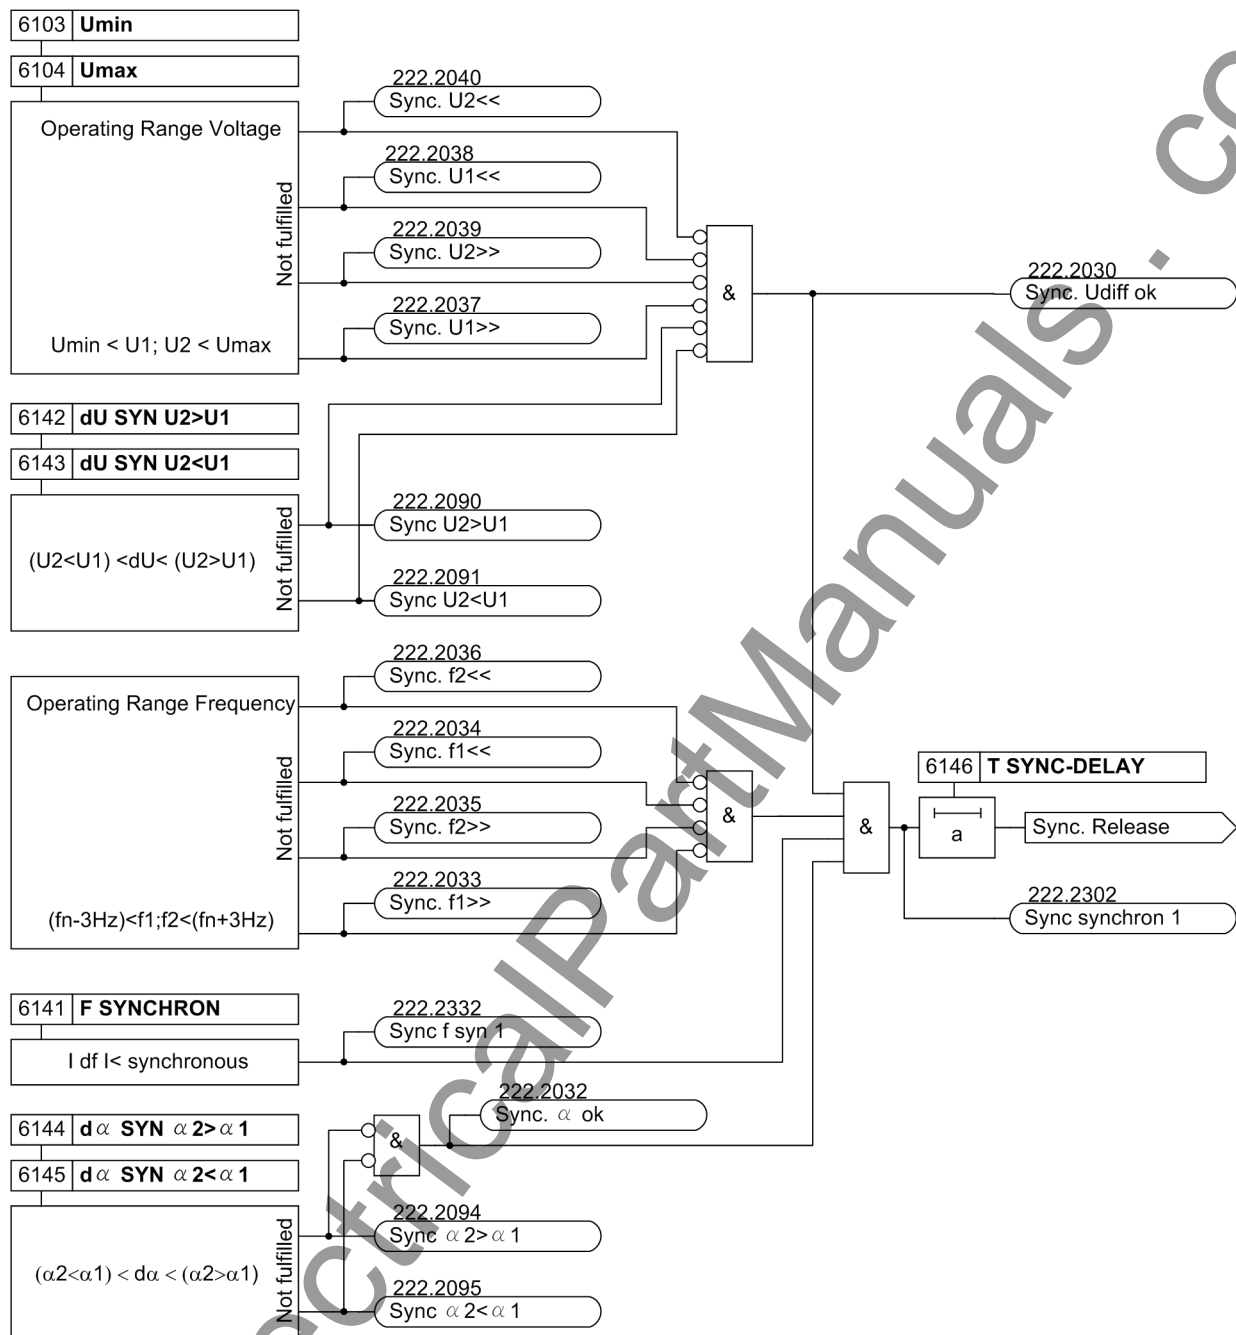 6103 Umin
6104 Umax
Operating Range Voltage
Not fulfilled
Umin < U1; U2 < Umax
222.2040
Sync. U2<<
222.2038
Sync. U1<<
222.2039
Sync. U2>>
222.2037
Sync. U1>>
&
222.2030
Sync. Udiff ok
6142 dU SYN U2>U1
6143 dU SYN U2<U1
(U2<U1) <dU< (U2>U1)
Not fulfilled
222.2090
Sync U2>U1
222.2091
Sync U2<U1
Operating Range Frequency
Not fulfilled
(fn-3Hz)<f1;f2<(fn+3Hz)
222.2036
Sync. f2<<
222.2034
Sync. f1<<
222.2035
Sync. f2>>
222.2033
Sync. f1>>
&
&
6146 T SYNC-DELAY
a
Sync. Release
222.2302
Sync synchron 1
6141 F SYNCHRON
I df I< synchronous
222.2332
Sync f syn 1
6144 dα SYN α2>α1
6145 dα SYN α2<α1
(α2<α1) < dα < (α2>α1)
Not fulfilled
&
222.2032
Sync. α ok
222.2094
Sync α2>α1
222.2095
Sync α2<α1
ectricalPartManuals . co